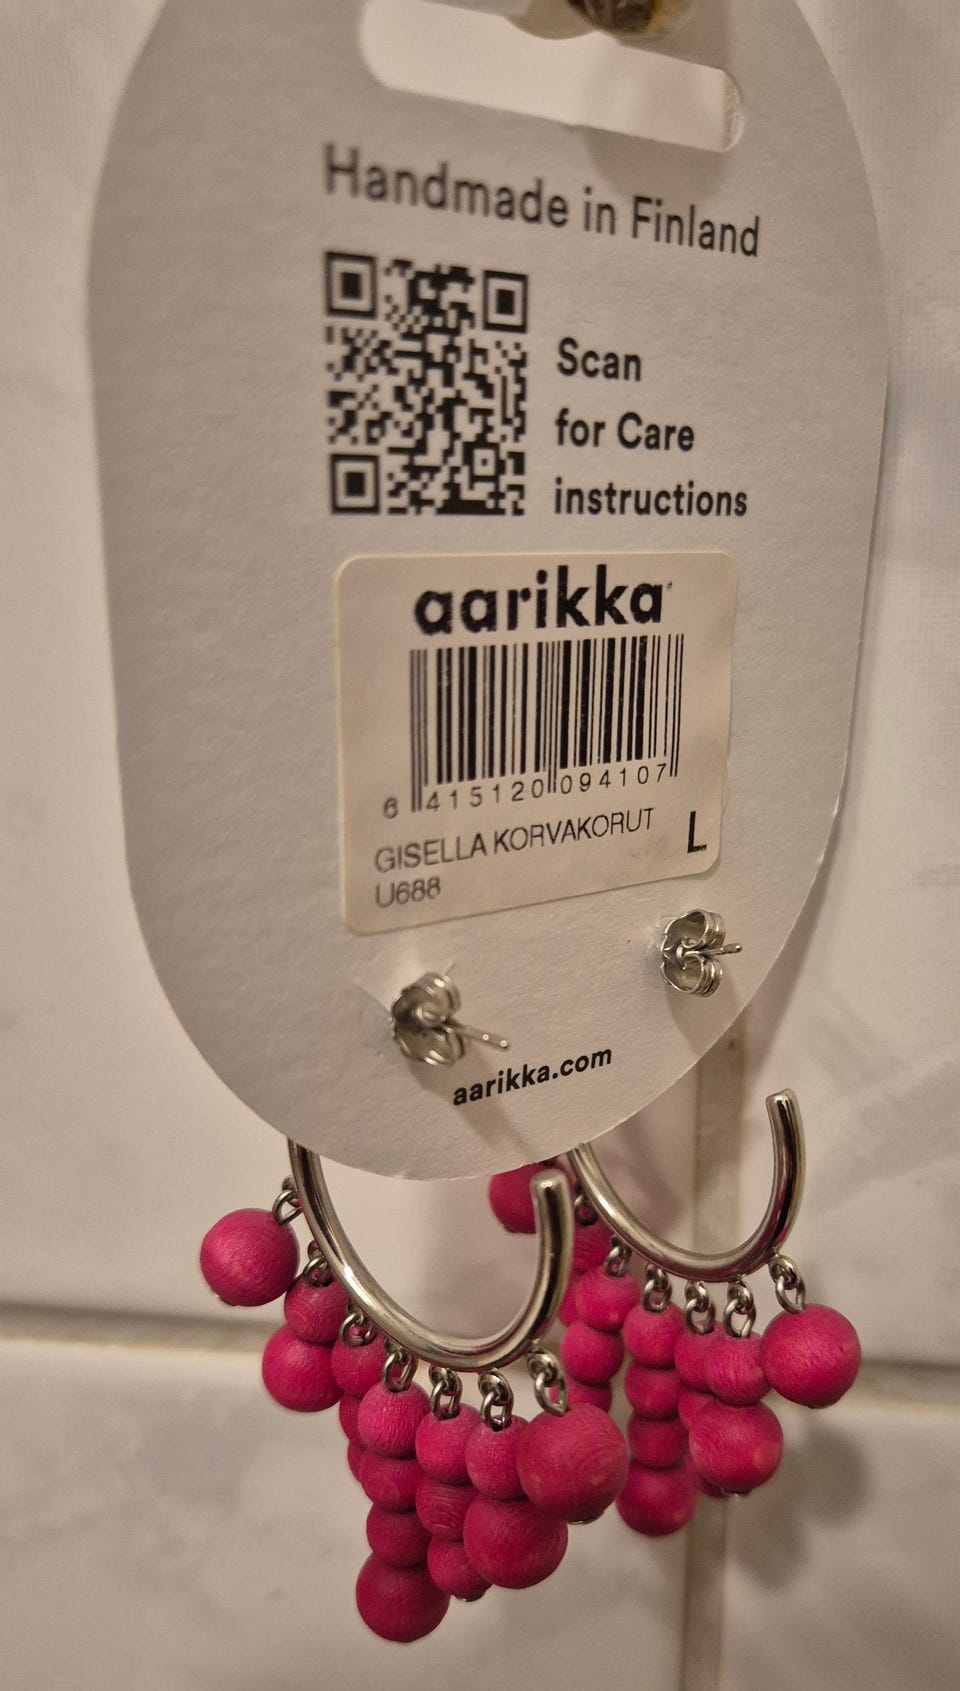 Handmade in Finland
Scan
for Care
instructions
aarikka
6 415120 094107
GISELLA KORVAKORUT
L
U688
aarikka.com